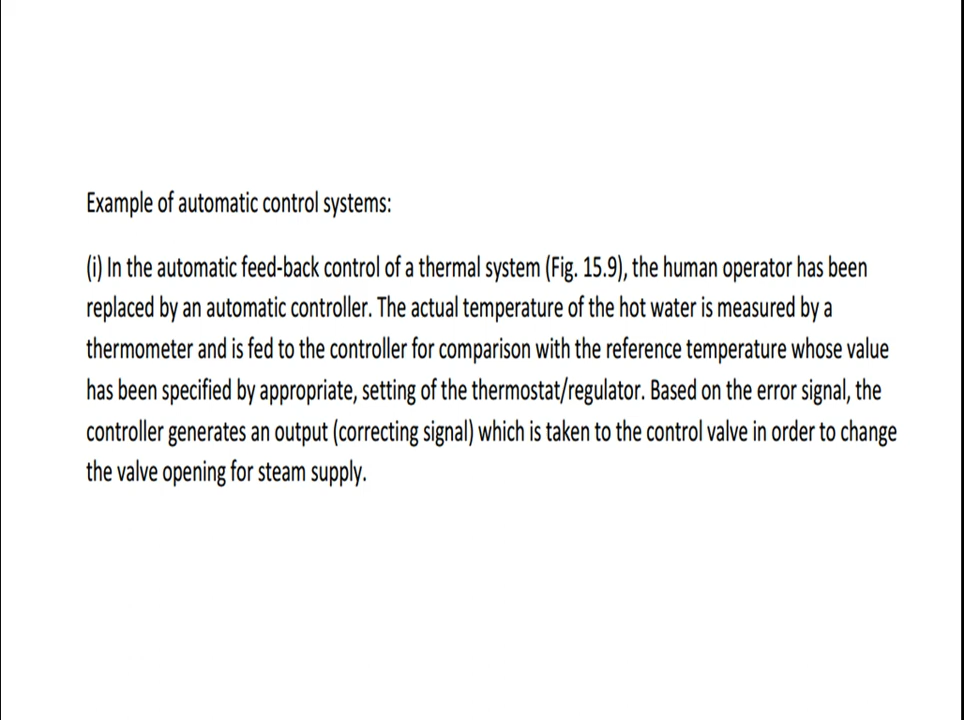 Example of automatic control systems:
(i) In the automatic feed-back control of a thermal system (Fig. 15.9), the human operator has been
replaced by an automatic controller. The actual temperature of the hot water is measured by a
thermometer and is fed to the controller for comparison with the reference temperature whose value
has been specified by appropriate, setting of the thermostat/regulator. Based on the error signal, the
controller generates an output (correcting signal) which is taken to the control valve in order to change
the valve opening for steam supply.